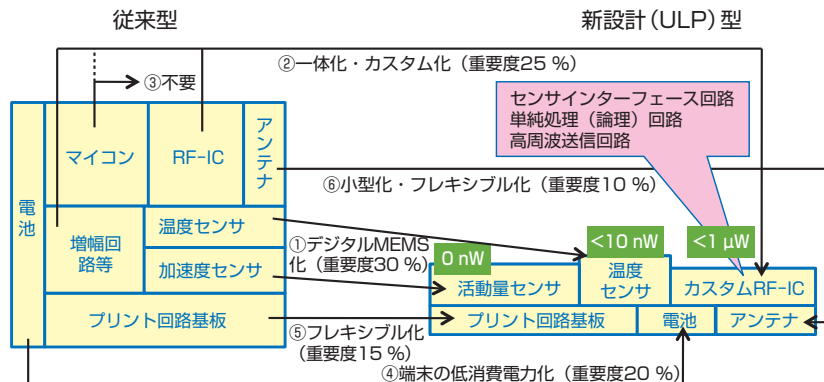 従来型
新設計(ULP)型
②一体化・カスタム化(重要度25 %)
③不要
センサインターフェース回路
単純処理(論理)回路
高周波送信回路
電池
マイコン
RF-IC
アンテナ
⑥小型化・フレキシブル化(重要度10 %)
増幅回
路等
温度センサ
加速度センサ
①デジタルMEMS
化(重要度30 %)
0 nW
<10 nW
<1 μW
活動量センサ
温度
センサ
カスタムRF-IC
プリント回路基板
⑤フレキシブル化
(重要度15 %)
プリント回路基板
電池
アンテナ
④端末の低消費電力化(重要度20 %)